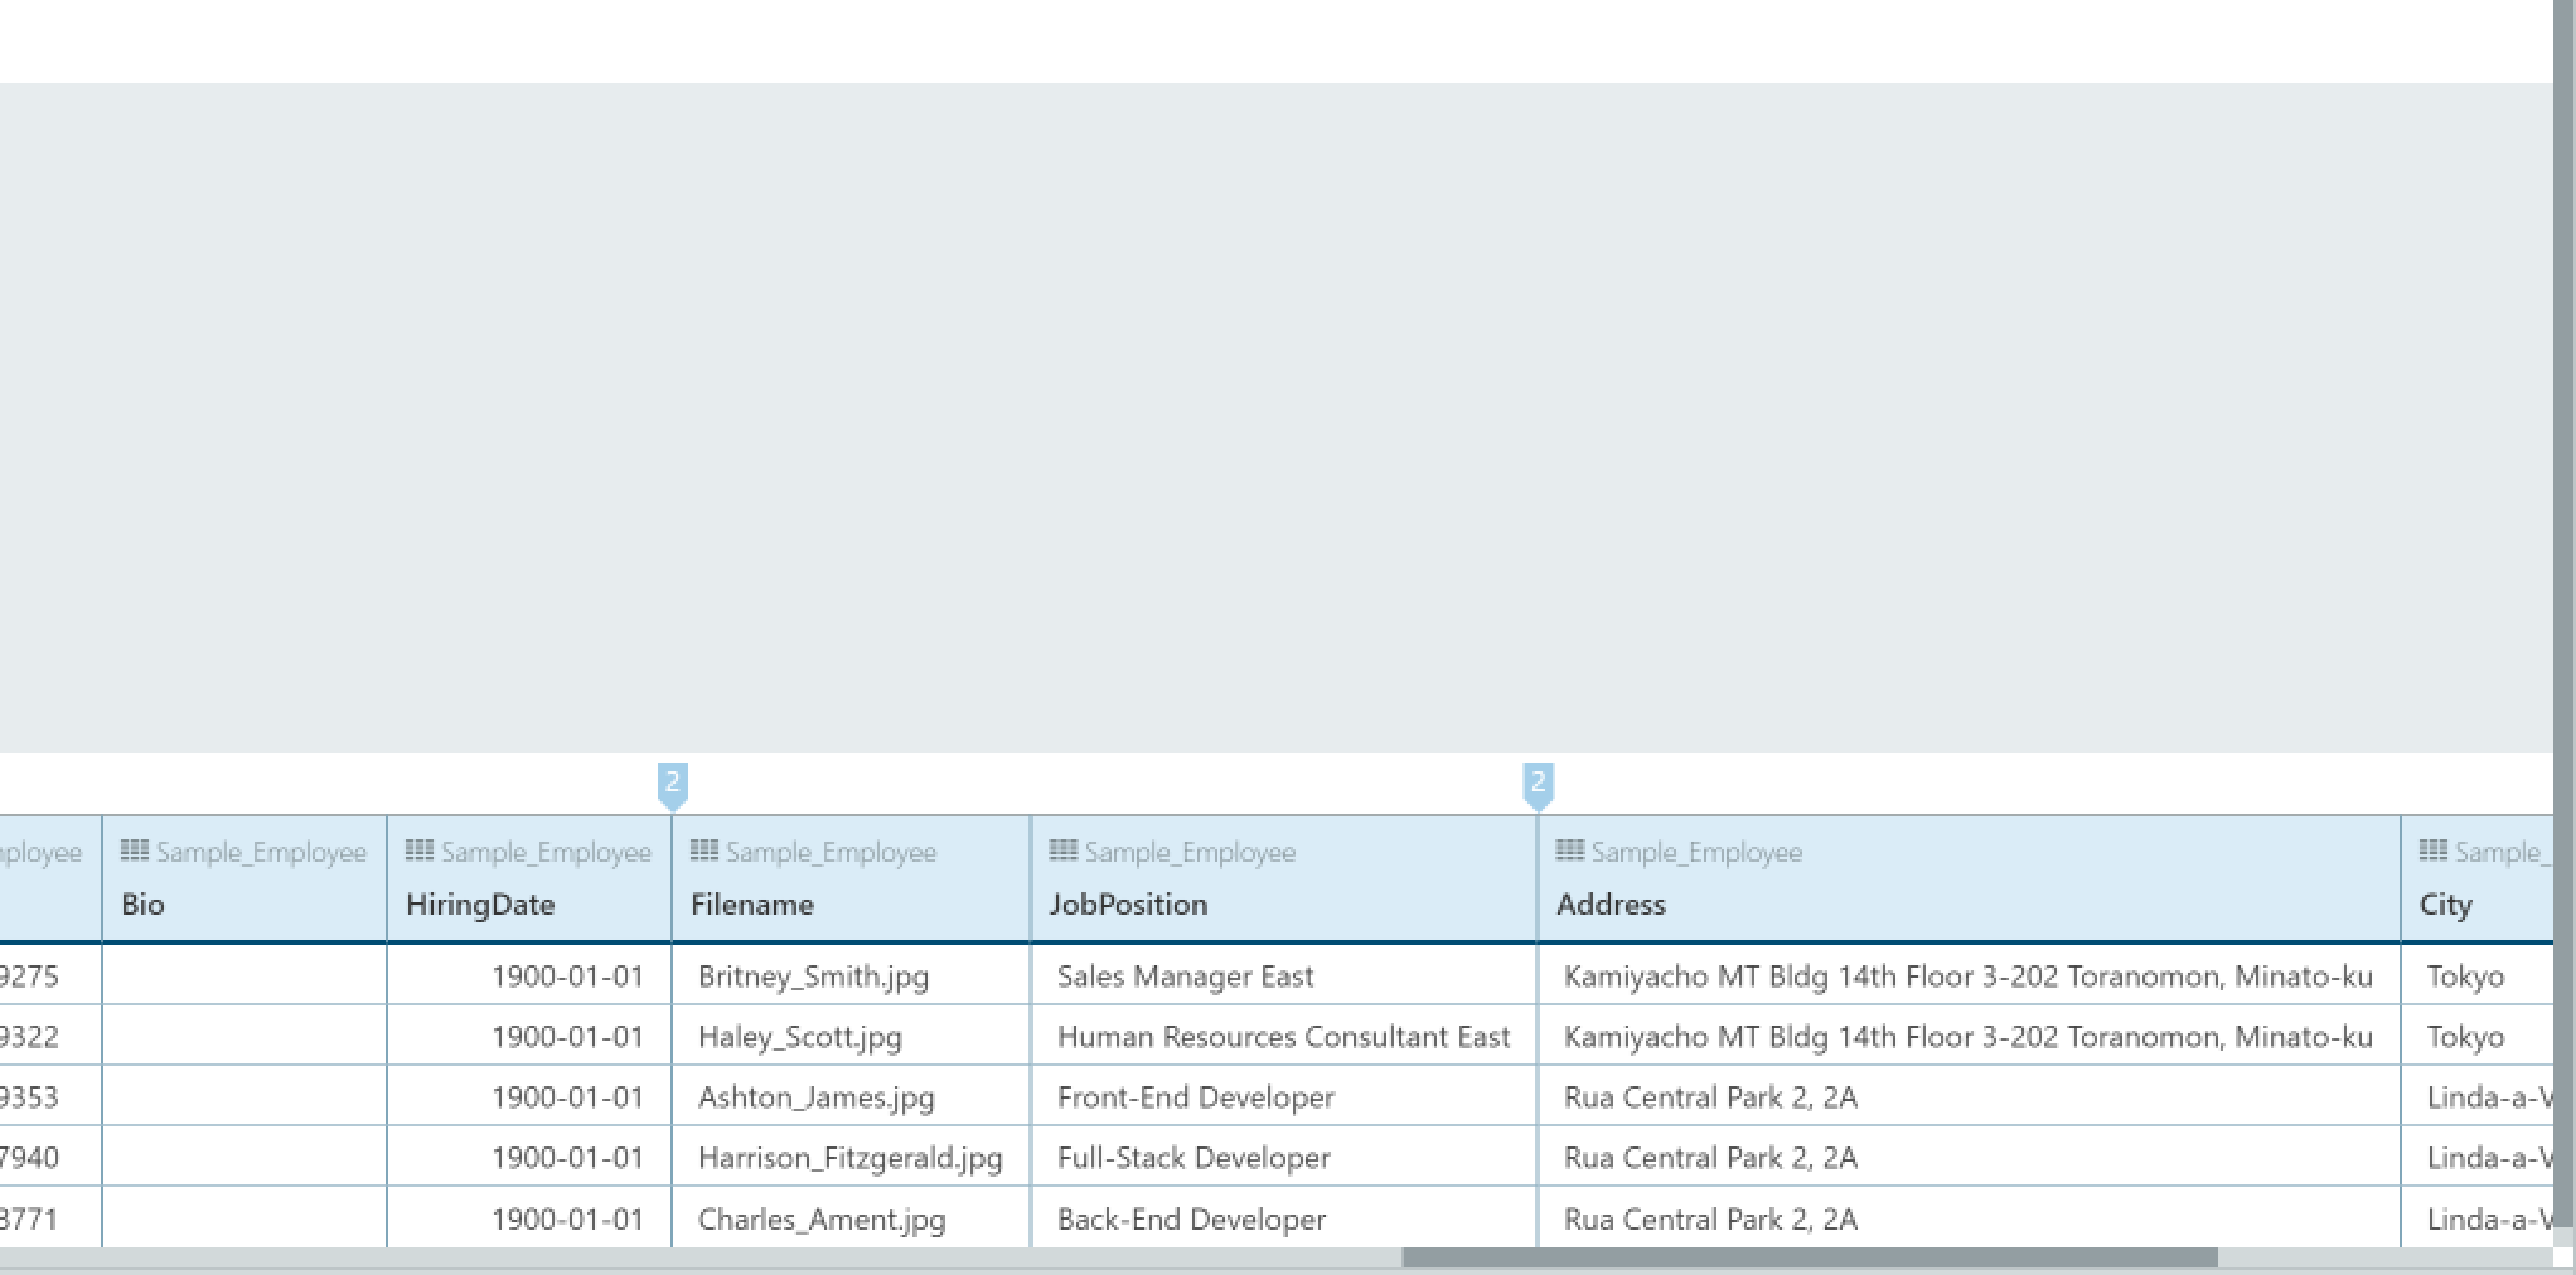 2 2
ployee Sample_Employee Sample_Employee Sample_Employee Sample_Employee Sample_Employee Sample_
Bio HiringDate Filename JobPosition Address City
9275 1900-01-01 Britney_Smith.jpg Sales Manager East Kamiyacho MT Bldg 14th Floor 3-202 Toranomon, Minato-ku Tokyo
9322 1900-01-01 Haley_Scott.jpg Human Resources Consultant East Kamiyacho MT Bldg 14th Floor 3-202 Toranomon, Minato-ku Tokyo
9353 1900-01-01 Ashton_James.jpg Front-End Developer Rua Central Park 2, 2A Linda-a-V
7940 1900-01-01 Harrison_Fitzgerald.jpg Full-Stack Developer Rua Central Park 2, 2A Linda-a-V
8771 1900-01-01 Charles_Ament.jpg Back-End Developer Rua Central Park 2, 2A Linda-a-V